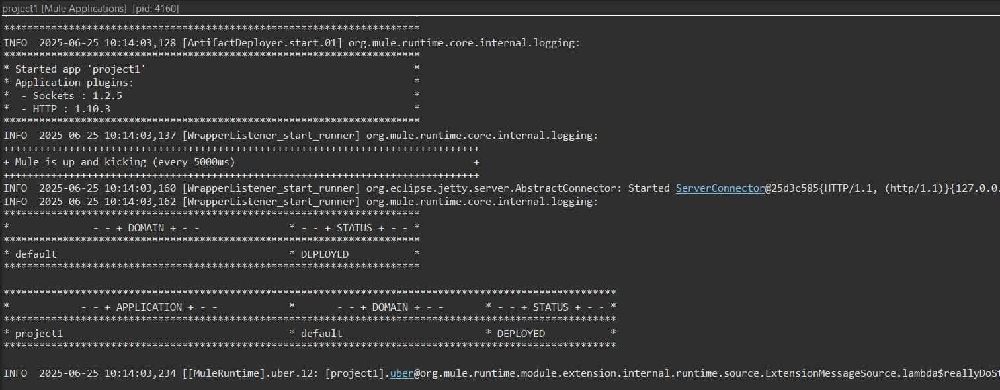 project1 [Mule Applications] [pid: 4160]
**********************************************************************
INFO  2025-06-25 10:14:03,128 [ArtifactDeployer.start.01] org.mule.runtime.core.internal.logging:
**********************************************************************
* Started app 'project1'                                             *
* Application plugins:                                               *
*  - Sockets : 1.2.5                                                 *
*  - HTTP : 1.10.3                                                   *
**********************************************************************
INFO  2025-06-25 10:14:03,137 [WrapperListener_start_runner] org.mule.runtime.core.internal.logging:
++++++++++++++++++++++++++++++++++++++++++++++++++++++++++++++++++++++++++++++++
+ Mule is up and kicking (every 5000ms)                                        +
++++++++++++++++++++++++++++++++++++++++++++++++++++++++++++++++++++++++++++++++
INFO  2025-06-25 10:14:03,160 [WrapperListener_start_runner] org.eclipse.jetty.server.AbstractConnector: Started ServerConnector@25d3c585{HTTP/1.1, (http/1.1)}{127.0.0.
INFO  2025-06-25 10:14:03,162 [WrapperListener_start_runner] org.mule.runtime.core.internal.logging:
**********************************************************************
*              - - + DOMAIN + - -               * - - + STATUS + - - *
**********************************************************************
* default                                       * DEPLOYED           *
**********************************************************************
*******************************************************************************************************
*            - - + APPLICATION + - -            *       - - + DOMAIN + - -       * - - + STATUS + - - *
*******************************************************************************************************
* project1                                      * default                        * DEPLOYED           *
*******************************************************************************************************
INFO  2025-06-25 10:14:03,234 [[MuleRuntime].uber.12: [project1].uber@org.mule.runtime.module.extension.internal.runtime.source.ExtensionMessageSource.lambda$reallyDoSt